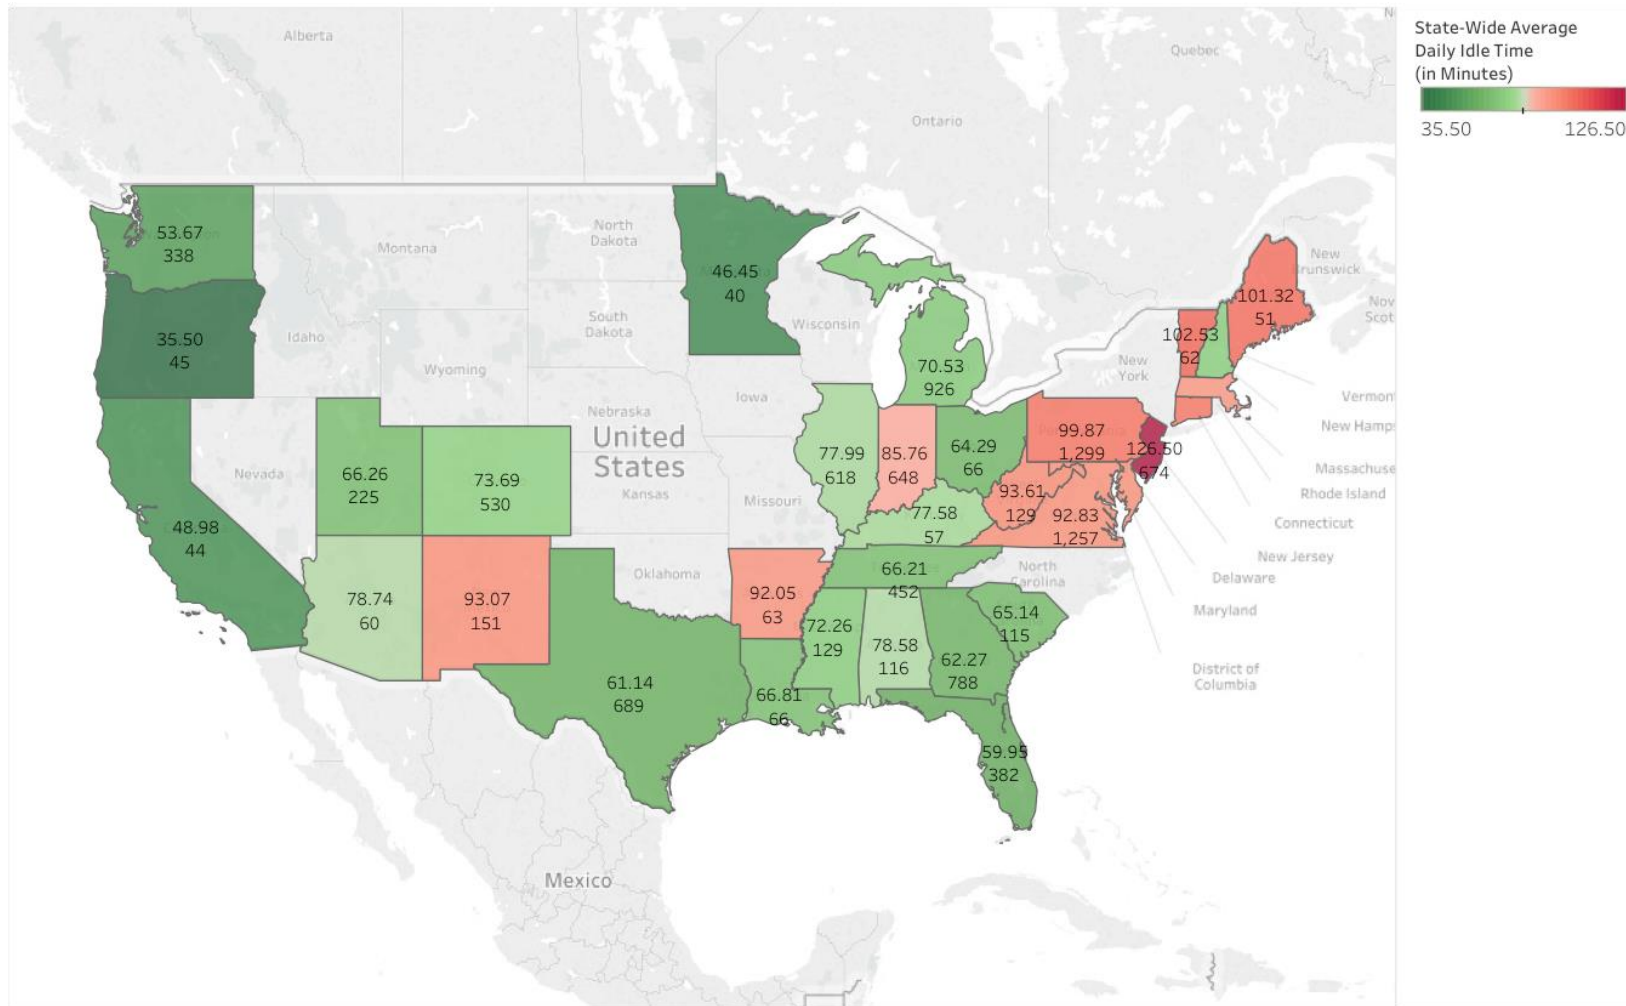 State-Wide Average
Daily Idle Time
(in Minutes)
35.50
126.50
Alberta
Ontario
Quebec
53.67
338
35.50
45
48.98
44
Montana
Idaho
Wyoming
Nevada
North
Dakota
South
Dakota
Nebraska
United
States
Kansas
Oklahoma
Iowa
Missouri
Wisconsin
46.45
40
66.26
225
73.69
530
78.74
60
93.07
151
61.14
689
92.05
63
66.81
66
72.26
129
78.58
116
62.27
788
65.14
115
59.95
382
66.21
452
77.58
57
77.99
618
85.76
648
64.29
66
70.53
926
93.61
129
92.83
1,257
99.87
1,299
126.50
674
102.53
62
101.32
51
North
Carolina
New
York
New
Brunswick
Nov
Scot
Vermon
New Hamps
Massachuse
Rhode Island
Connecticut
New Jersey
Delaware
Maryland
District of
Columbia
Mexico